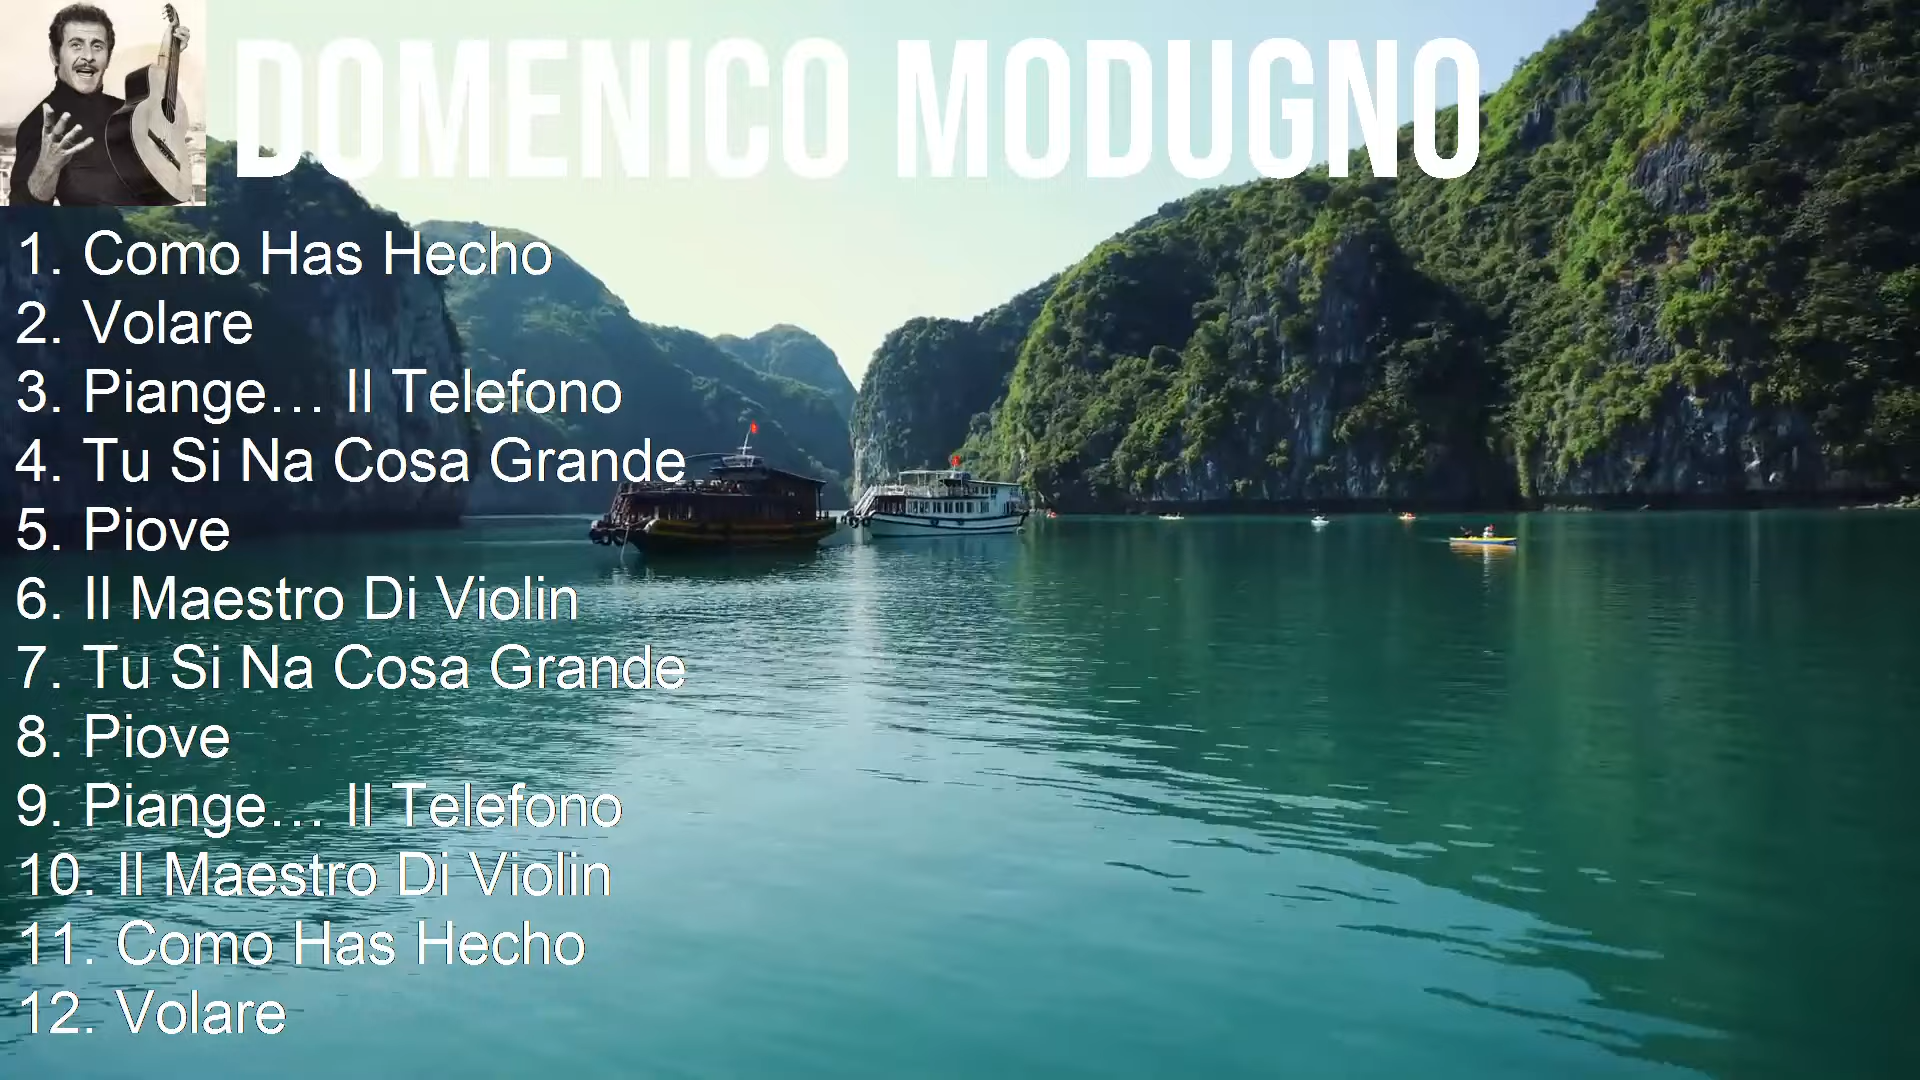 DOMENICO MODUGNO
1. Como Has Hecho
2. Volare
3. Piange… Il Telefono
4. Tu Si Na Cosa Grande
5. Piove
6. Il Maestro Di Violin
7. Tu Si Na Cosa Grande
8. Piove
9. Piange… Il Telefono
10. Il Maestro Di Violin
11. Como Has Hecho
12. Volare